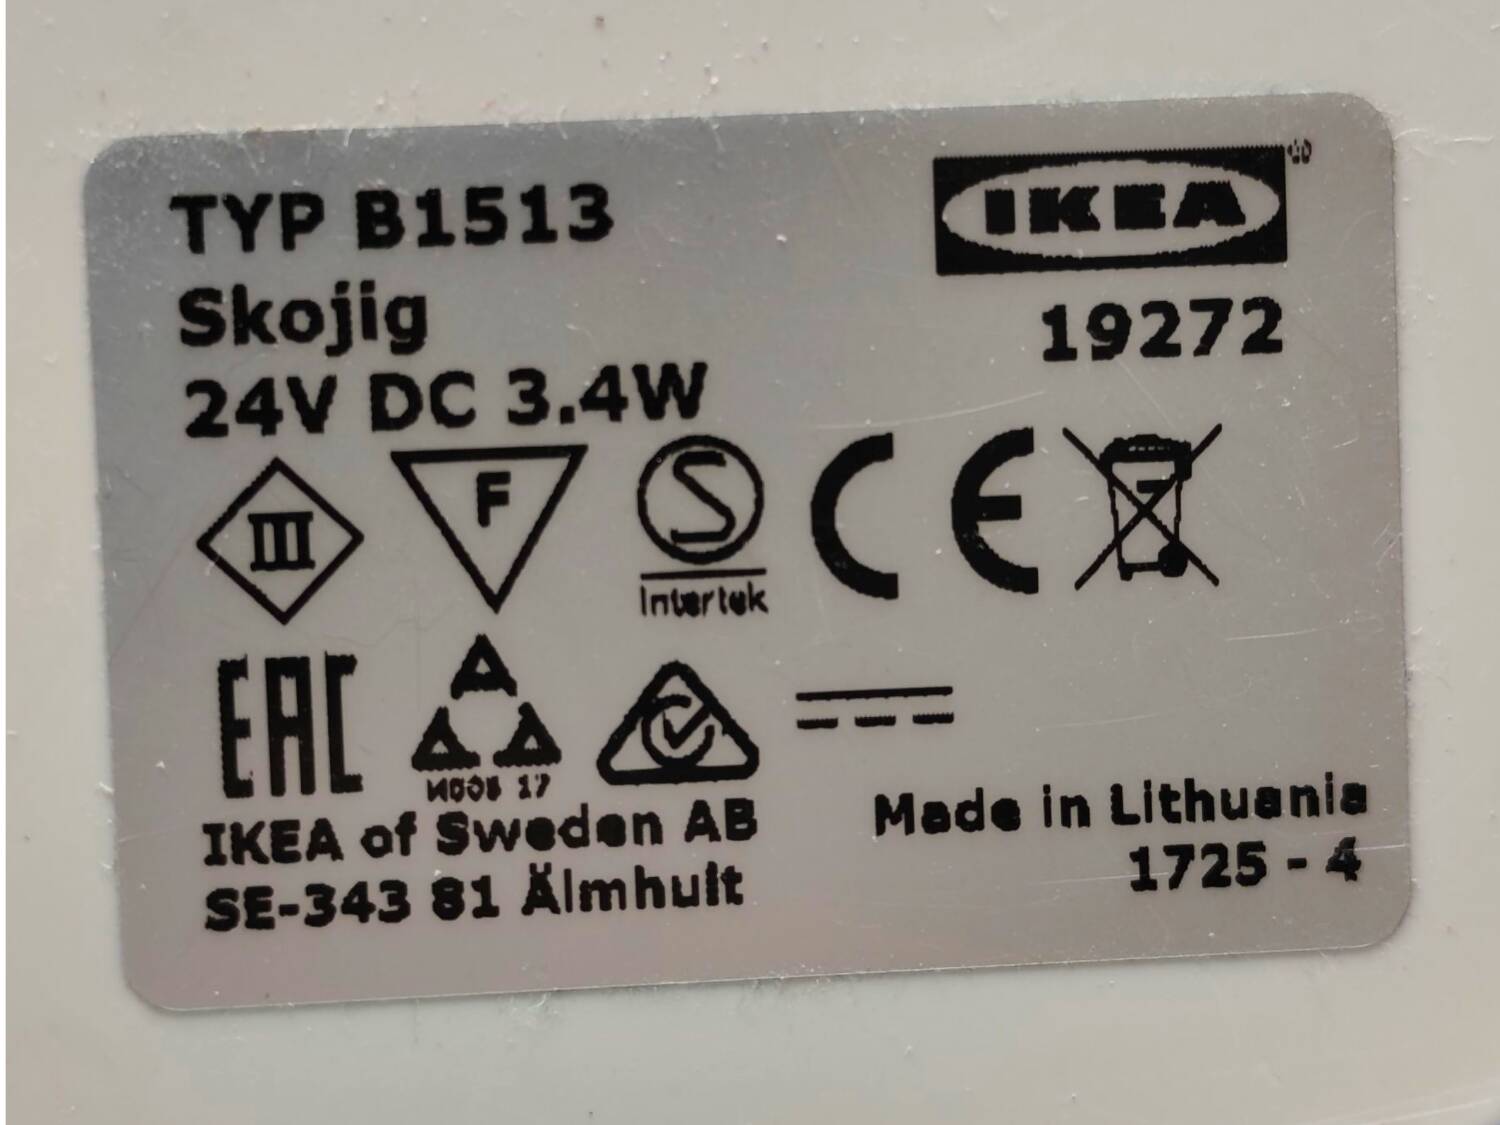 TYP B1513
IKEA
Skojig
19272
24V DC 3.4W
III
F
S
Intertek
CE
EAC
IKEA of Sweden AB
SE-343 81 Älmhult
Made in Lithuania
1725 - 4